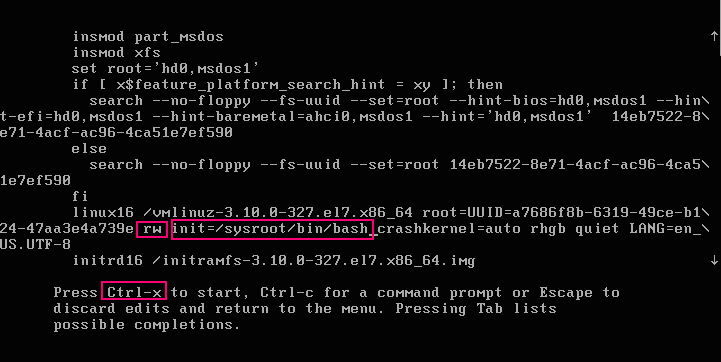 insmod part_msdos
insmod xfs
set root='hd0,msdos1'
if [ x$feature_platform_search_hint = xy ]; then
search --no-floppy --fs-uuid --set=root --hint-bios=hd0,msdos1 --hin\
t-efi=hd0,msdos1 --hint-baremetal=ahci0,msdos1 --hint='hd0,msdos1'  14eb7522-8\
e71-4acf-ac96-4ca51e7ef590
else
search --no-floppy --fs-uuid --set=root 14eb7522-8e71-4acf-ac96-4ca5\
1e7ef590
fi
linux16 /vmlinuz-3.10.0-327.el7.x86_64 root=UUID=a7686f8b-6319-49ce-b1\
24-47aa3e4a739e rw init=/sysroot/bin/bash_crashkernel=auto rhgb quiet LANG=en_\
US.UTF-8
initrd16 /initramfs-3.10.0-327.el7.x86_64.img
Press Ctrl-x to start, Ctrl-c for a command prompt or Escape to
discard edits and return to the menu. Pressing Tab lists
possible completions.